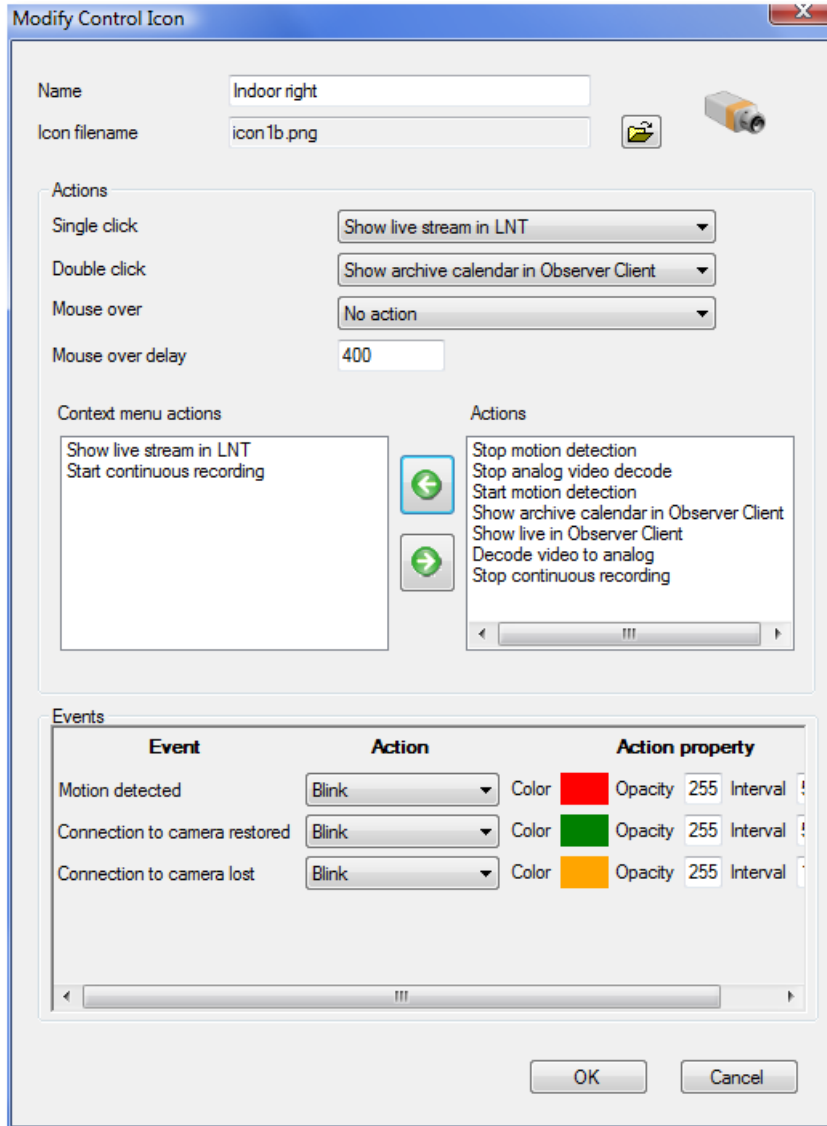 Modify Control Icon
Name Indoor right
Icon filename icon1b.png
Actions
Single click Show live stream in LNT
Double click Show archive calendar in Observer Client
Mouse over No action
Mouse over delay 400
Context menu actions
Show live stream in LNT
Start continuous recording
Actions
Stop motion detection
Stop analog video decode
Start motion detection
Show archive calendar in Observer Client
Show live in Observer Client
Decode video to analog
Stop continuous recording
Events
Event Action Action property
Motion detected Blink Color Opacity 255 Interval
Connection to camera restored Blink Color Opacity 255 Interval
Connection to camera lost Blink Color Opacity 255 Interval
OK Cancel